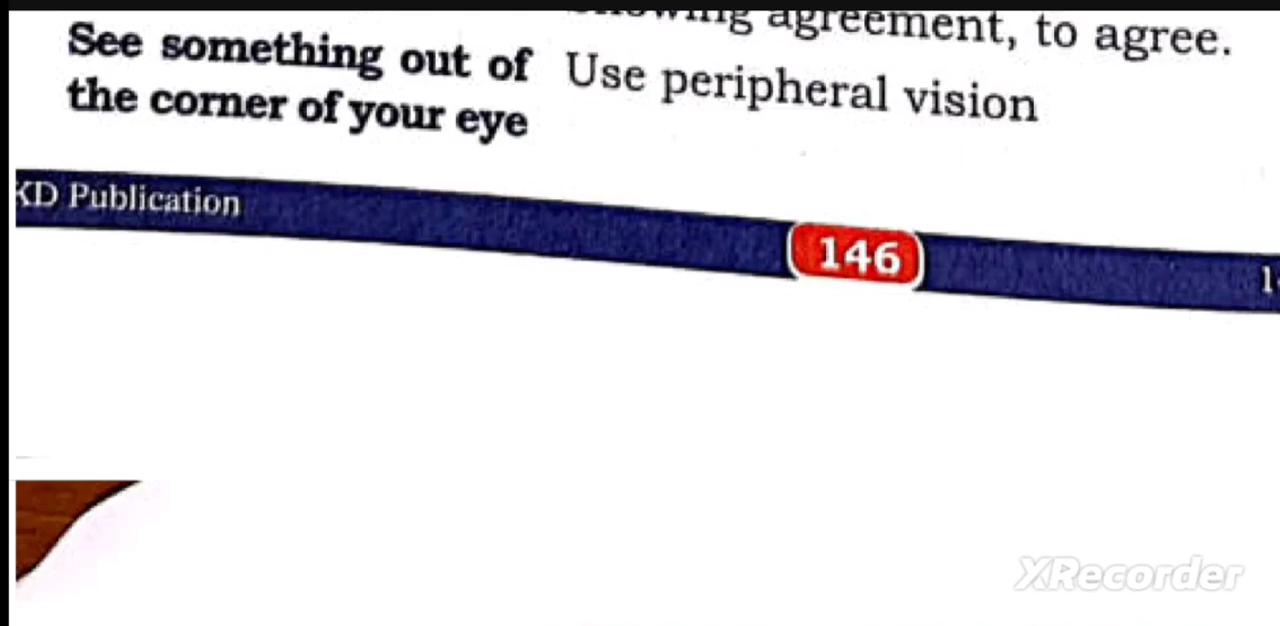 agreement, to agree.
See something out of Use peripheral vision
the corner of your eye
KD Publication 146
XRecorder